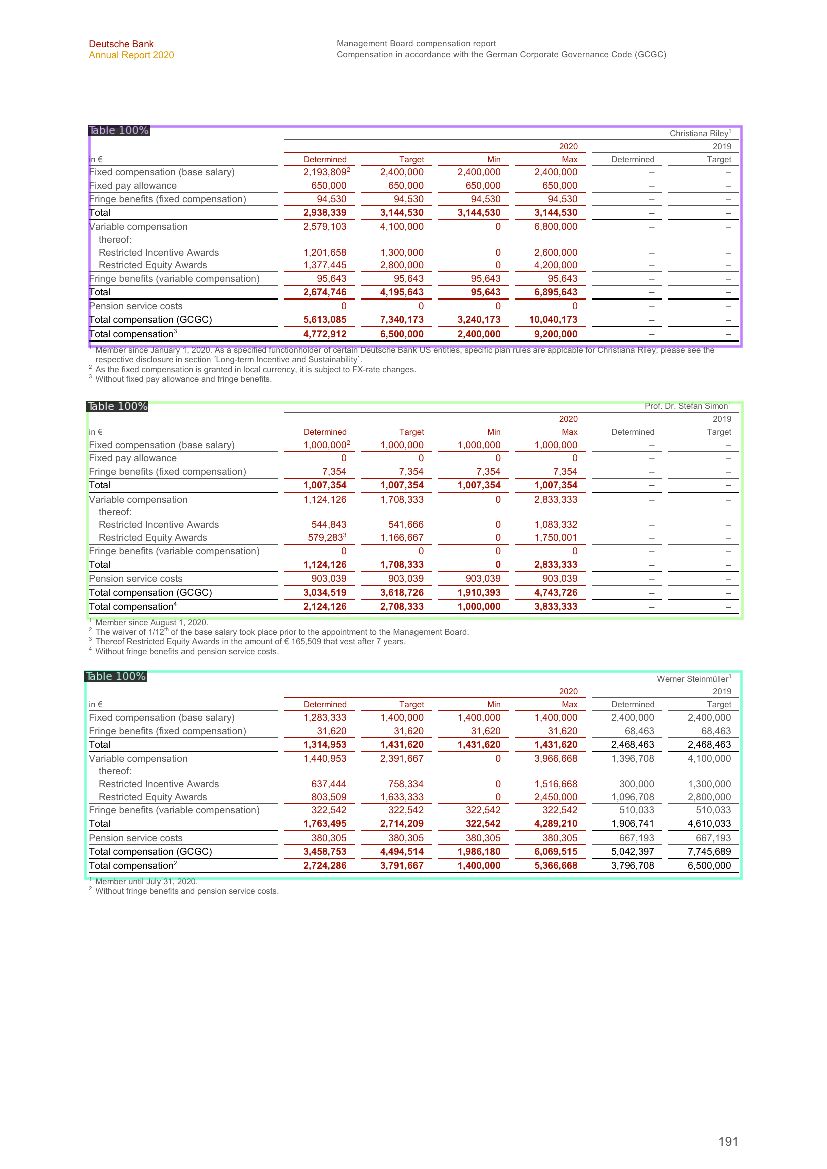 Deutsche Bank
Management Board compensation report
Annual Report 2020
Compensation in accordance with the German Corporate Governance Code (GCGC)
Table 100%
Christiana Riley¹
2020 2019
in € Determined Target Min Max Determined Target
Fixed compensation (base salary) 2,193,809² 2,400,000 2,400,000 2,400,000 – –
Fixed pay allowance 650,000 650,000 650,000 650,000 – –
Fringe benefits (fixed compensation) 94,530 94,530 94,530 94,530 – –
Total 2,938,339 3,144,530 3,144,530 3,144,530 – –
Variable compensation 2,579,103 4,100,000 0 6,800,000 – –
thereof:
Restricted Incentive Awards 1,201,658 1,300,000 0 2,600,000 – –
Restricted Equity Awards 1,377,445 2,800,000 0 4,200,000 – –
Fringe benefits (variable compensation) 95,643 95,643 95,643 95,643 – –
Total 2,674,746 4,195,643 95,643 6,895,643 – –
Pension service costs 0 0 0 0 – –
Total compensation (GCGC) 5,613,085 7,340,173 3,240,173 10,040,173 – –
Total compensation³ 4,772,912 6,500,000 2,400,000 9,200,000 – –
¹ Member since January 1, 2020. As a specified functionholder of certain Deutsche Bank US entities, specific plan rules are applicable for Christiana Riley, please see the
respective disclosure in section ‘Long-term Incentive and Sustainability’.
² As the fixed compensation is granted in local currency, it is subject to FX-rate changes.
³ Without fixed pay allowance and fringe benefits.
Table 100%
Prof. Dr. Stefan Simon¹
2020 2019
in € Determined Target Min Max Determined Target
Fixed compensation (base salary) 1,000,000² 1,000,000 1,000,000 1,000,000 – –
Fixed pay allowance 0 0 0 0 – –
Fringe benefits (fixed compensation) 7,354 7,354 7,354 7,354 – –
Total 1,007,354 1,007,354 1,007,354 1,007,354 – –
Variable compensation 1,124,126 1,708,333 0 2,833,333 – –
thereof:
Restricted Incentive Awards 544,843 541,666 0 1,083,332 – –
Restricted Equity Awards 579,283³ 1,166,667 0 1,750,001 – –
Fringe benefits (variable compensation) 0 0 0 0 – –
Total 1,124,126 1,708,333 0 2,833,333 – –
Pension service costs 903,039 903,039 903,039 903,039 – –
Total compensation (GCGC) 3,034,519 3,618,726 1,910,393 4,743,726 – –
Total compensation⁴ 2,124,126 2,708,333 1,000,000 3,833,333 – –
¹ Member since August 1, 2020.
² The waiver of 1/12th of the base salary took place prior to the appointment to the Management Board.
³ Thereof Restricted Equity Awards in the amount of € 165,509 that vest after 7 years.
⁴ Without fringe benefits and pension service costs.
Table 100%
Werner Steinmüller¹
2020 2019
in € Determined Target Min Max Determined Target
Fixed compensation (base salary) 1,283,333 1,400,000 1,400,000 1,400,000 2,400,000 2,400,000
Fringe benefits (fixed compensation) 31,620 31,620 31,620 31,620 68,463 68,463
Total 1,314,953 1,431,620 1,431,620 1,431,620 2,468,463 2,468,463
Variable compensation 1,440,953 2,391,667 0 3,966,668 1,396,708 4,100,000
thereof:
Restricted Incentive Awards 637,444 758,334 0 1,516,668 300,000 1,300,000
Restricted Equity Awards 803,509 1,633,333 0 2,450,000 1,096,708 2,800,000
Fringe benefits (variable compensation) 322,542 322,542 322,542 322,542 510,033 510,033
Total 1,763,495 2,714,209 322,542 4,289,210 1,906,741 4,610,033
Pension service costs 380,305 380,305 380,305 380,305 667,193 667,193
Total compensation (GCGC) 3,458,753 4,494,514 1,986,180 6,069,515 5,042,397 7,745,689
Total compensation² 2,724,286 3,791,667 1,400,000 5,366,668 3,796,708 6,500,000
¹ Member until July 31, 2020.
² Without fringe benefits and pension service costs.
191